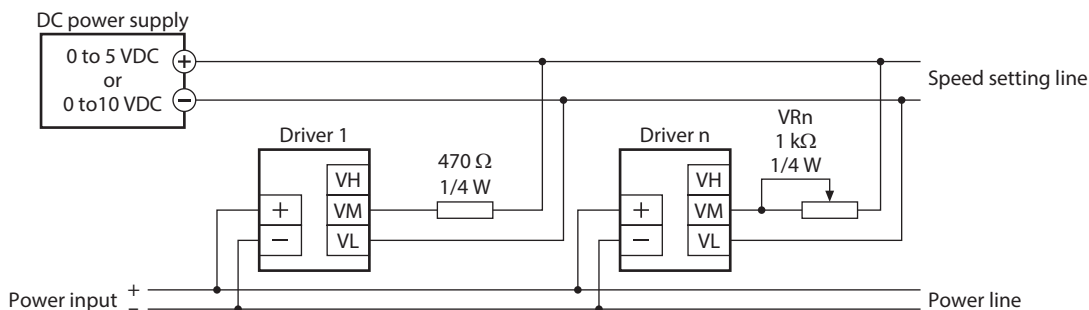 DC power supply
0 to 5 VDC
or
0 to10 VDC
+
−
Speed setting line
Driver 1
VH
VM
VL
+
−
470 Ω
1/4 W
Driver n
VH
VM
VL
+
−
VRn
1 kΩ
1/4 W
Power input
+
−
Power line